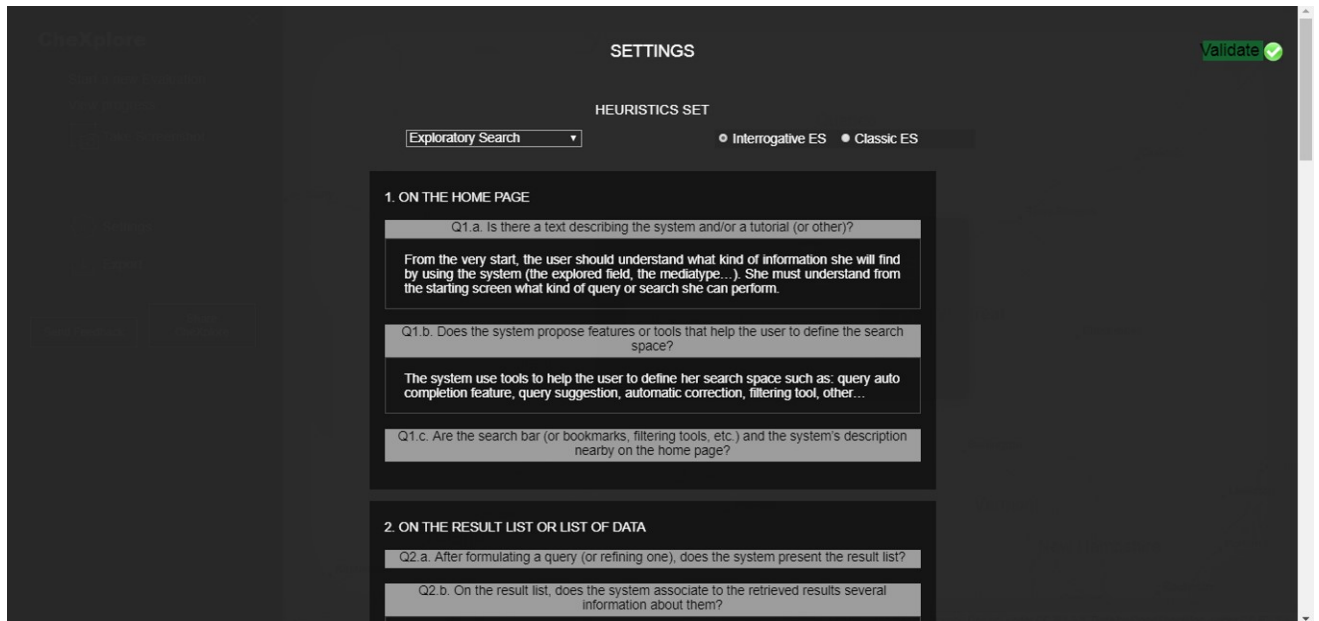 CheXplore
SETTINGS
Validate
HEURISTICS SET
Exploratory Search
Interrogative ES
Classic ES
1. ON THE HOME PAGE
Q1.a. Is there a text describing the system and/or a tutorial (or other)?
From the very start, the user should understand what kind of information she will find
by using the system (the explored field, the mediatype…). She must understand from
the starting screen what kind of query or search she can perform.
Q1.b. Does the system propose features or tools that help the user to define the search
space?
The system use tools to help the user to define her search space such as: query auto
completion feature, query suggestion, automatic correction, filtering tool, other…
Q1.c. Are the search bar (or bookmarks, filtering tools, etc.) and the system's description
nearby on the home page?
2. ON THE RESULT LIST OR LIST OF DATA
Q2.a. After formulating a query (or refining one), does the system present the result list?
Q2.b. On the result list, does the system associate to the retrieved results several
information about them?